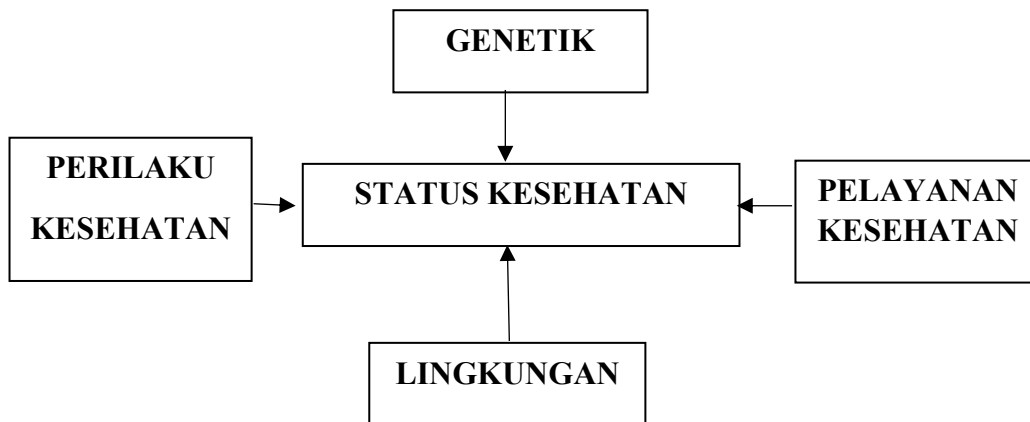 GENETIK
PERILAKU
KESEHATAN
STATUS KESEHATAN
PELAYANAN
KESEHATAN
LINGKUNGAN